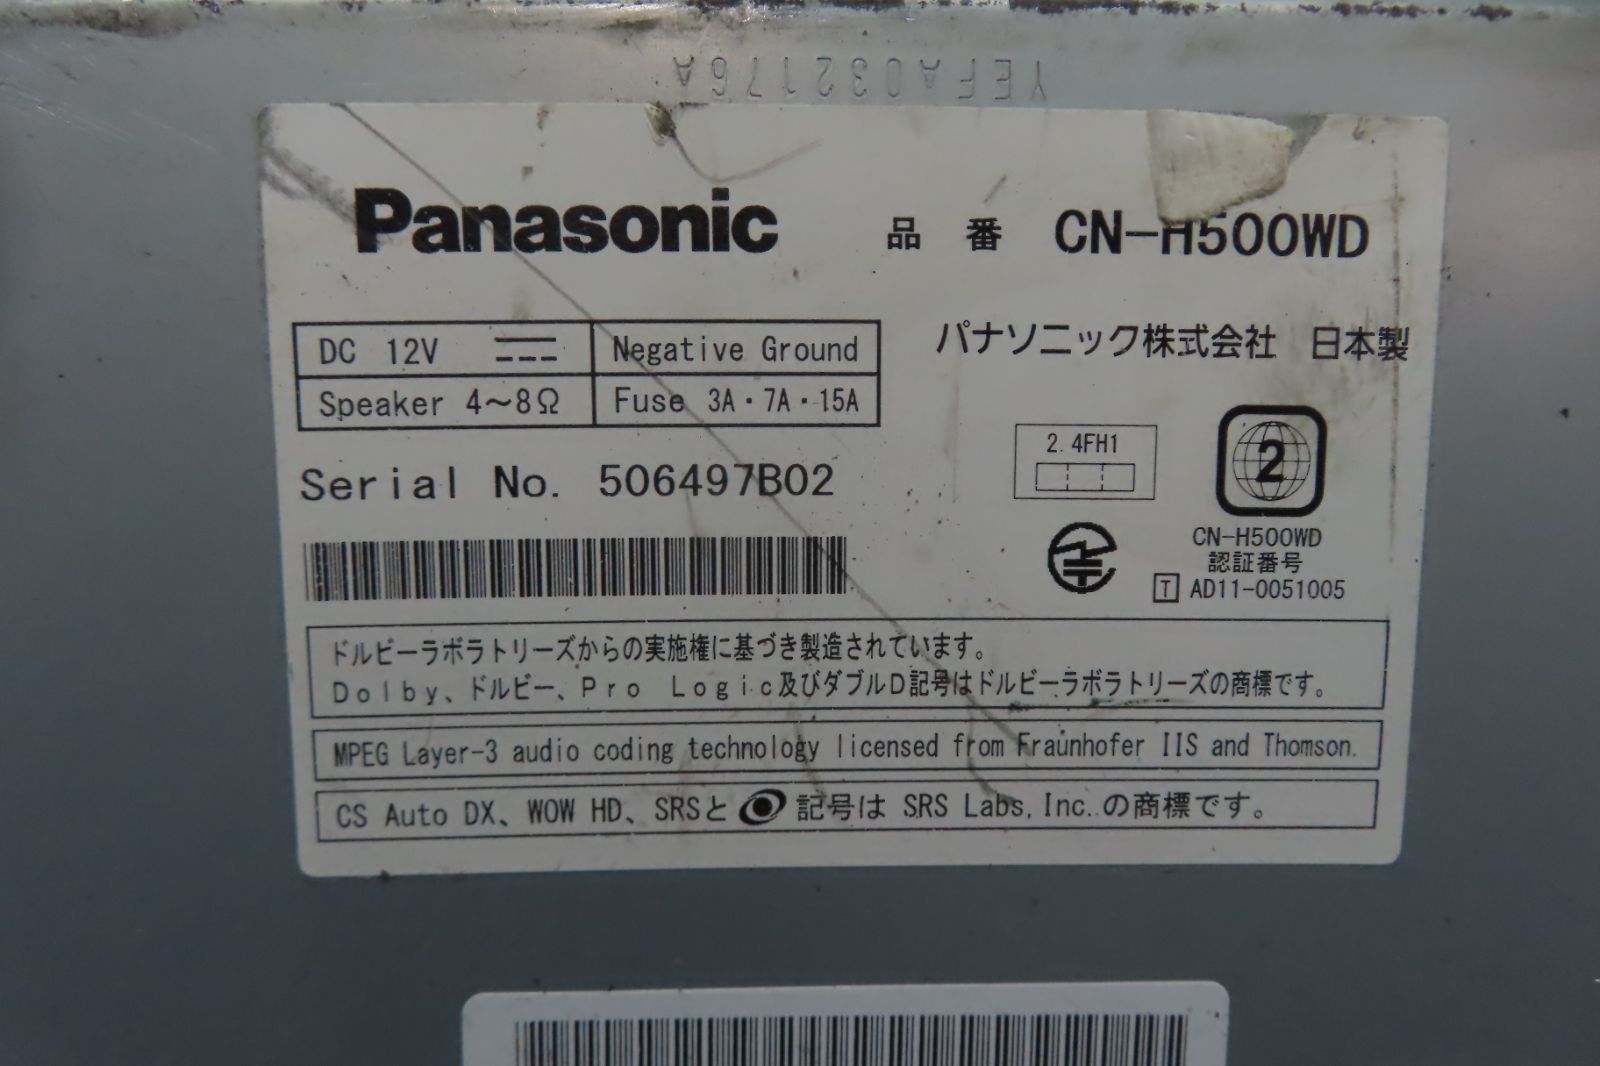 YEFA032176A
Panasonic 品番 CN-H500WD
DC 12V Negative Ground
Speaker 4～8Ω Fuse 3A・7A・15A
パナソニック株式会社 日本製
Serial No. 506497B02
2.4FH1
2
CN-H500WD
認証番号
T AD11-0051005
ドルビーラボラトリーズからの実施権に基づき製造されています。
Dolby、ドルビー、Pro Logic及びダブルD記号はドルビーラボラトリーズの商標です。
MPEG Layer-3 audio coding technology licensed from Fraunhofer IIS and Thomson.
CS Auto DX、WOW HD、SRSと 記号は SRS Labs, Inc.の商標です。